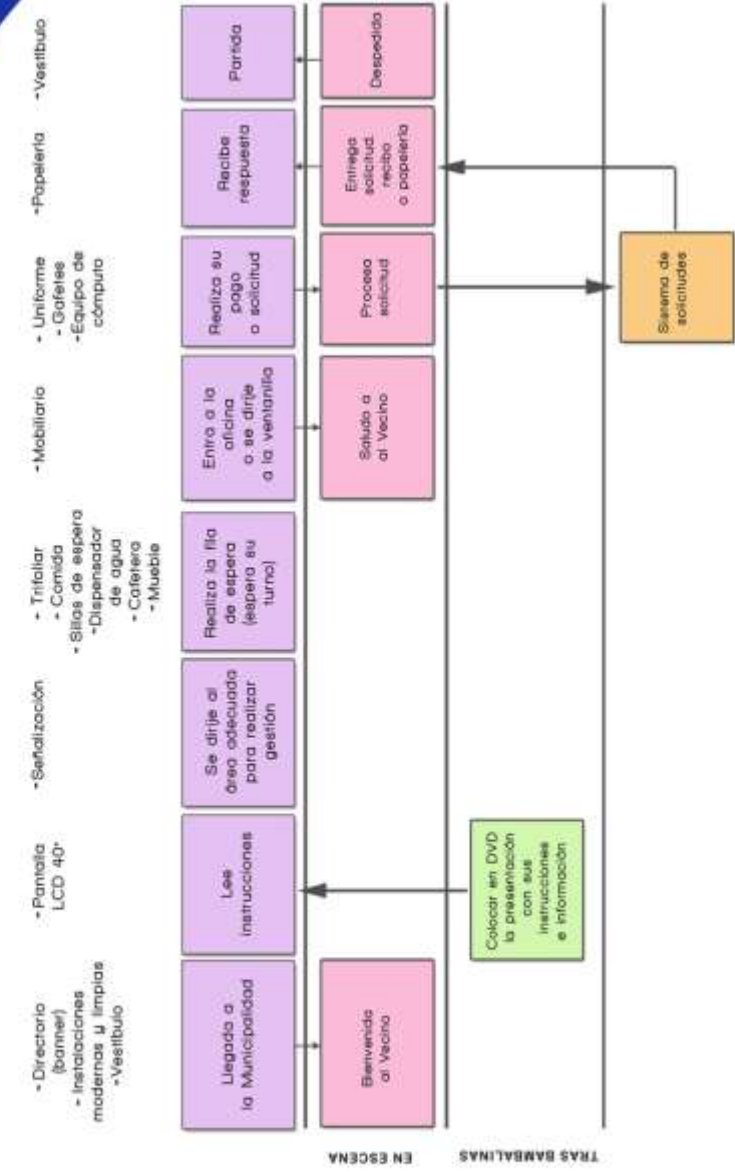 - Directorio
(banner)
- Instalaciones
modernas y limpias
- Vestíbulo
- Pantalla
LCD 40"
- Señalización
- Trifoliar
- Comida
- Sillas de espera
- Dispensador
de agua
- Cafetera
- Mueble
- Mobiliario
- Uniforme
- Gafetes
- Equipo de
cómputo
- Papelería
- Vestíbulo
Llegada a
la Municipalidad
Lee
instrucciones
Se dirije al
área adecuada
para realizar
gestión
Realiza la fila
de espera
(espera su
turno)
Entra a la
oficina
o se dirije
a la ventanilla
Realiza su
pago
o solicitud
Recibe
respuesta
Partida
EN ESCENA
Bienvenida
al Vecino
Saludo a
al Vecino
Proceso
solicitud
Entrega
solicitud,
recibo
o papelería
Despedida
TRAS BAMBALINAS
Colocar en DVD
la presentación
con sus
instrucciones
e información
Sistema de
solicitudes